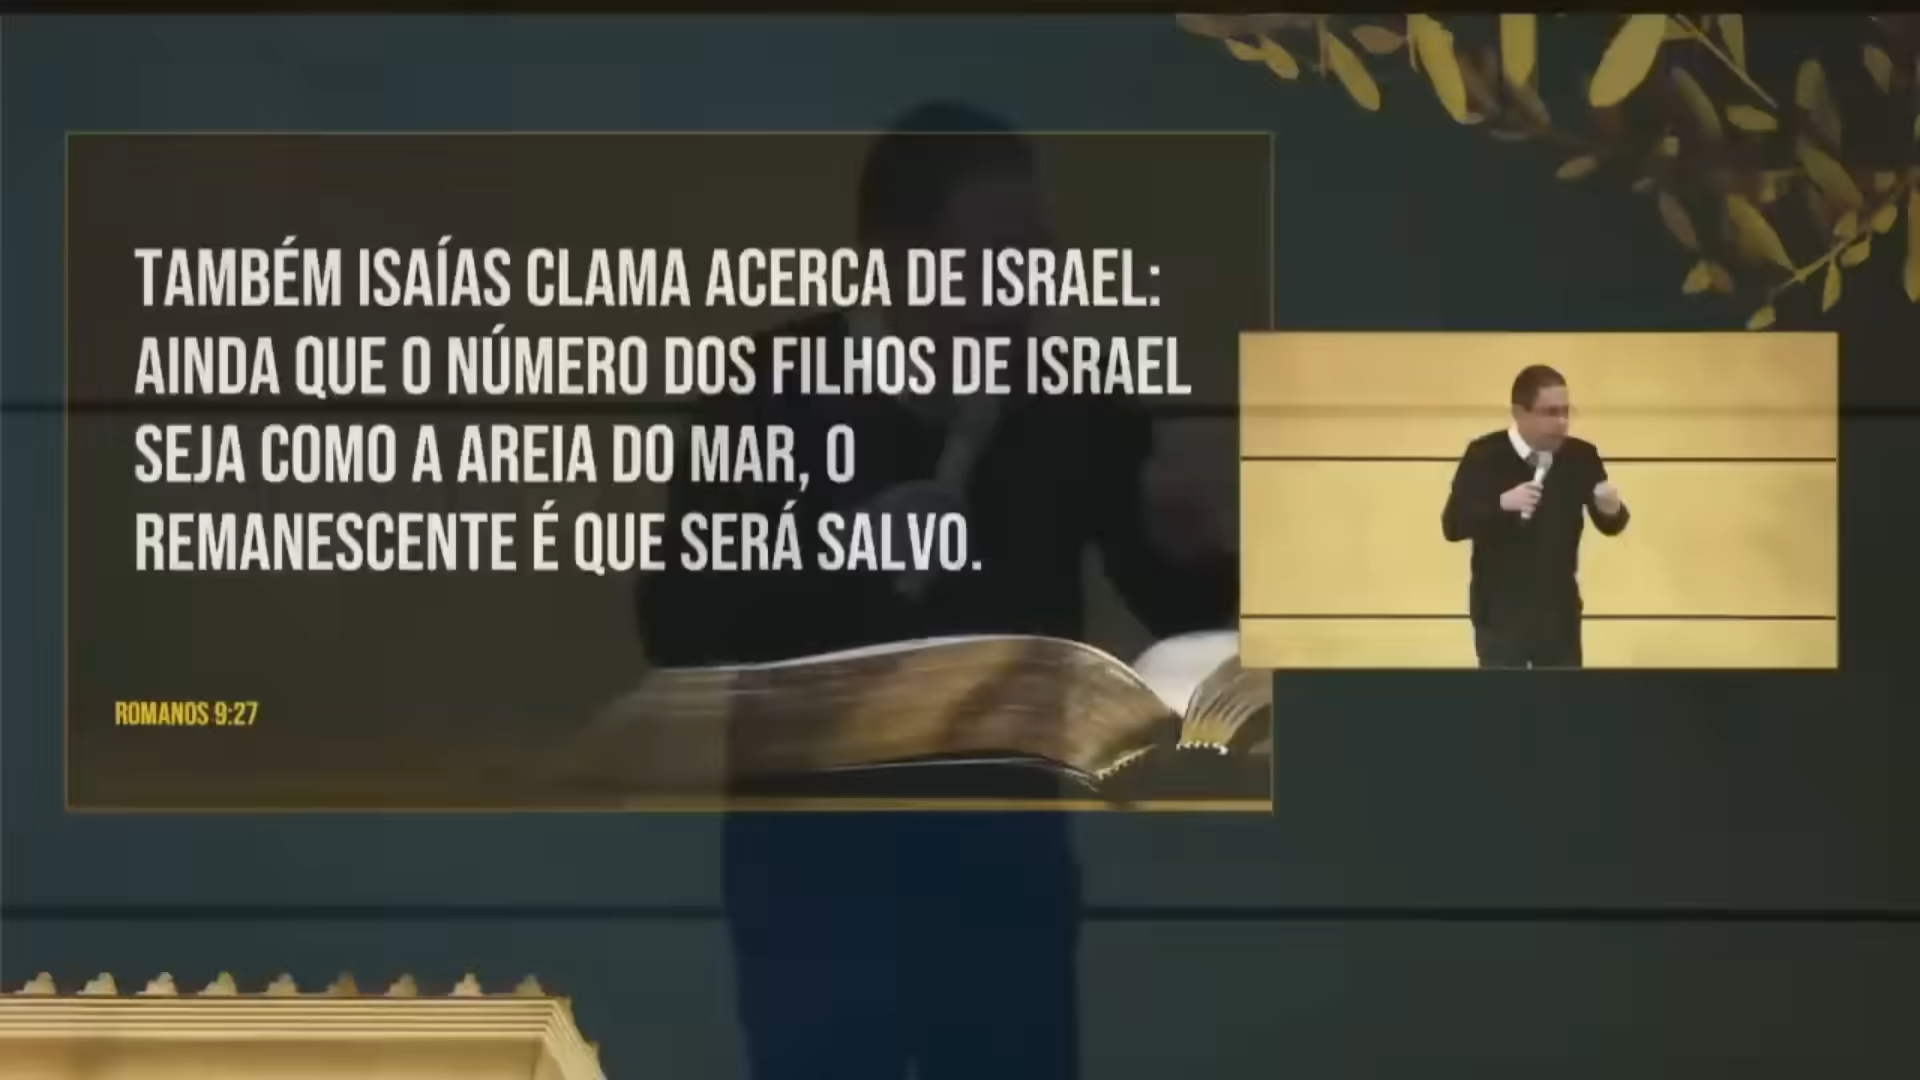 TAMBÉM ISAÍAS CLAMA ACERCA DE ISRAEL:
AINDA QUE O NÚMERO DOS FILHOS DE ISRAEL
SEJA COMO A AREIA DO MAR, O
REMANESCENTE É QUE SERÁ SALVO.
ROMANOS 9:27